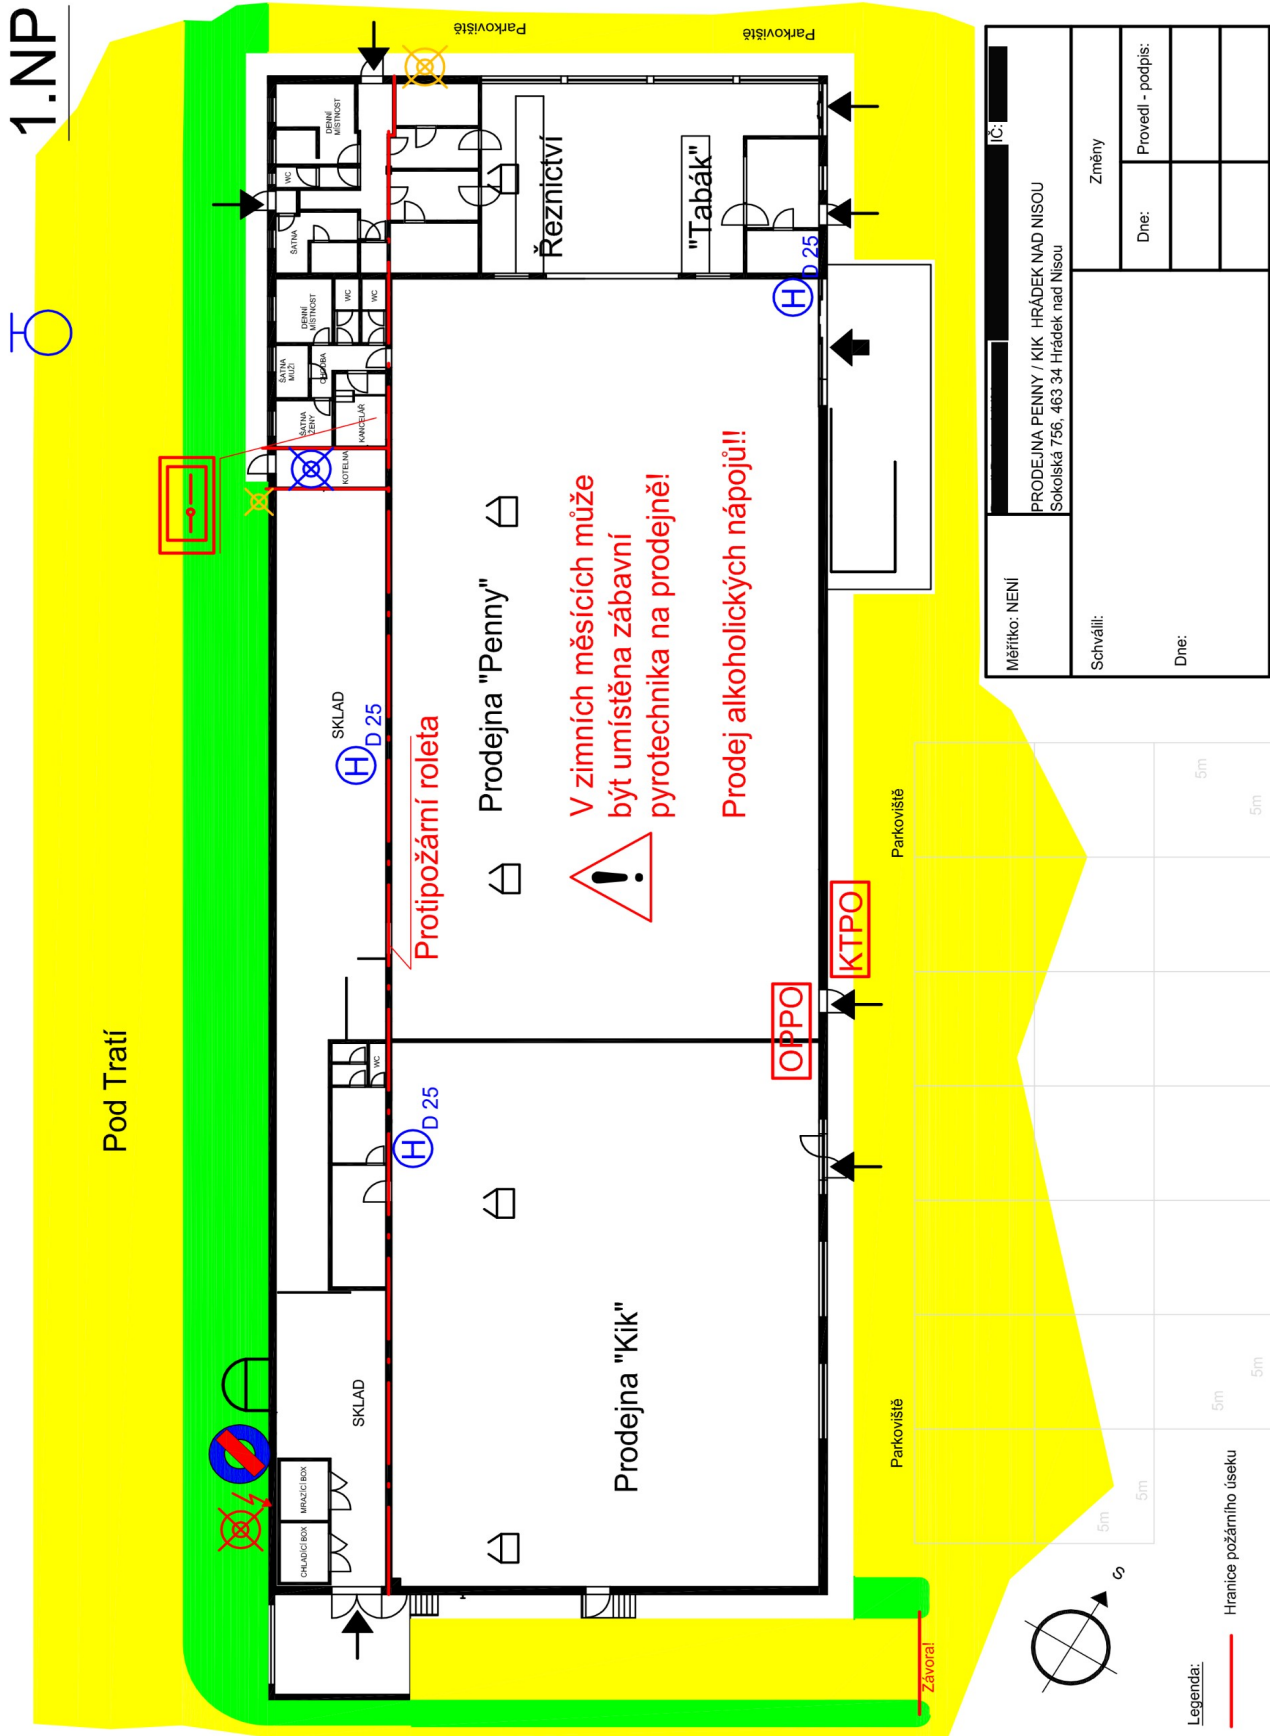 1.NP
Pod Tratí
Parkoviště
Parkoviště
DENNÍ
MÍSTNOST
WC
ŠATNA
Řeznictví
"Tabák"
H D 25
DENNÍ
MÍSTNOST
WC
WC
ŠATNA
MUŽI
CHODBA
ŠATNA
ŽENY
KANCELÁŘ
KOTELNA
SKLAD
H D 25
Protipožární roleta
Prodejna "Penny"
V zimních měsících může
být umístěna zábavní
pyrotechnika na prodejně!
Prodej alkoholických nápojů!!
!
OPPO
KTPO
WC
H D 25
Prodejna "Kik"
SKLAD
MRAZÍCÍ BOX
CHLADÍCÍ BOX
Parkoviště
Parkoviště
Závora!
5m
5m
5m
5m
5m
5m
S
Legenda:
Hranice požárního úseku
Měřítko: NENÍ
IČ:
PRODEJNA PENNY / KIK HRÁDEK NAD NISOU
Sokolská 756, 463 34 Hrádek nad Nisou
Schválil:
Dne:
Změny
Dne:
Provedl - podpis: